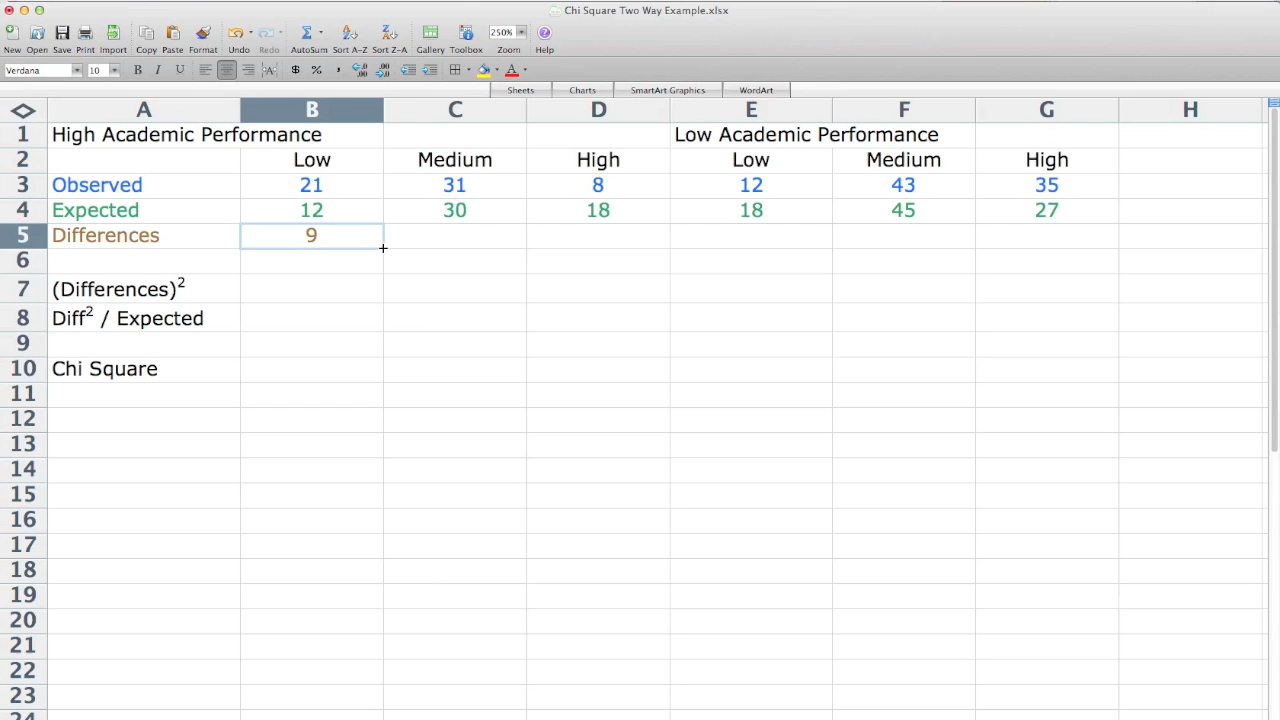 Chi Square Two Way Example.xlsx
New Open Save Print Import Copy Paste Format Undo Redo AutoSum Sort A-Z Sort Z-A Gallery Toolbox 250% Zoom Help
Verdana 10 B I U $ % ,
Sheets Charts SmartArt Graphics WordArt
A B C D E F G H
1 High Academic Performance Low Academic Performance
2 Low Medium High Low Medium High
3 Observed 21 31 8 12 43 35
4 Expected 12 30 18 18 45 27
5 Differences 9
6
7 (Differences)²
8 Diff² / Expected
9
10 Chi Square
11
12
13
14
15
16
17
18
19
20
21
22
23
24